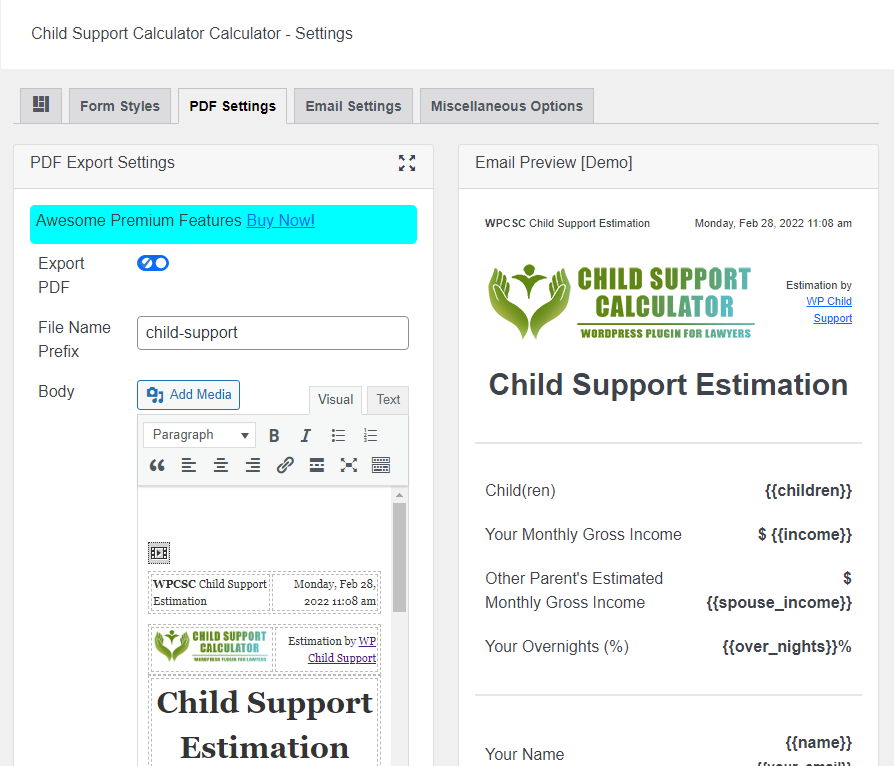 Child Support Calculator Calculator - Settings
Form Styles
PDF Settings
Email Settings
Miscellaneous Options
PDF Export Settings
Awesome Premium Features Buy Now!
Export
PDF
File Name
Prefix
child-support
Body
Add Media
Visual
Text
Paragraph
B I
WPCSC Child Support
Estimation
Monday, Feb 28,
2022 11:08 am
CHILD SUPPORT
CALCULATOR
WORDPRESS PLUGIN FOR LAWYERS
Estimation by WP
Child Support
Child Support
Estimation
Email Preview [Demo]
WPCSC Child Support Estimation
Monday, Feb 28, 2022 11:08 am
CHILD SUPPORT
CALCULATOR
WORDPRESS PLUGIN FOR LAWYERS
Estimation by
WP Child
Support
Child Support Estimation
Child(ren)
{{children}}
Your Monthly Gross Income
$ {{income}}
Other Parent's Estimated
Monthly Gross Income
$
{{spouse_income}}
Your Overnights (%)
{{over_nights}}%
Your Name
{{name}}
{{your_email}}